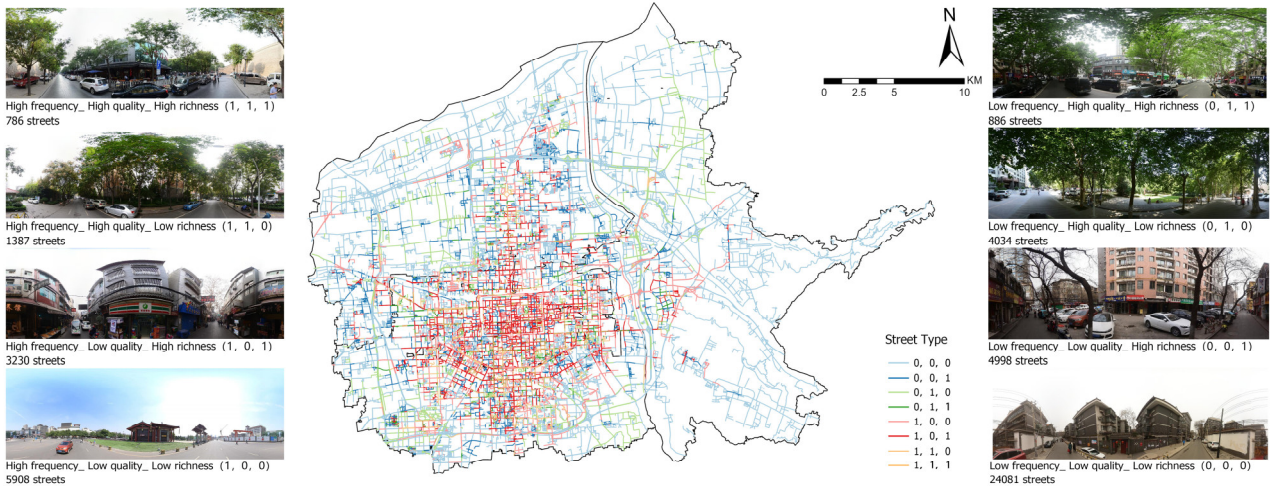 High frequency_ High quality_ High richness (1, 1, 1)
786 streets
High frequency_ High quality_ Low richness (1, 1, 0)
1387 streets
High frequency_ Low quality_ High richness (1, 0, 1)
3230 streets
High frequency_ Low quality_ Low richness (1, 0, 0)
5908 streets
N
KM
0 2.5 5 10
Street Type
0, 0, 0
0, 0, 1
0, 1, 0
0, 1, 1
1, 0, 0
1, 0, 1
1, 1, 0
1, 1, 1
Low frequency_ High quality_ High richness (0, 1, 1)
886 streets
Low frequency_ High quality_ Low richness (0, 1, 0)
4034 streets
Low frequency_ Low quality_ High richness (0, 0, 1)
4998 streets
Low frequency_ Low quality_ Low richness (0, 0, 0)
24081 streets